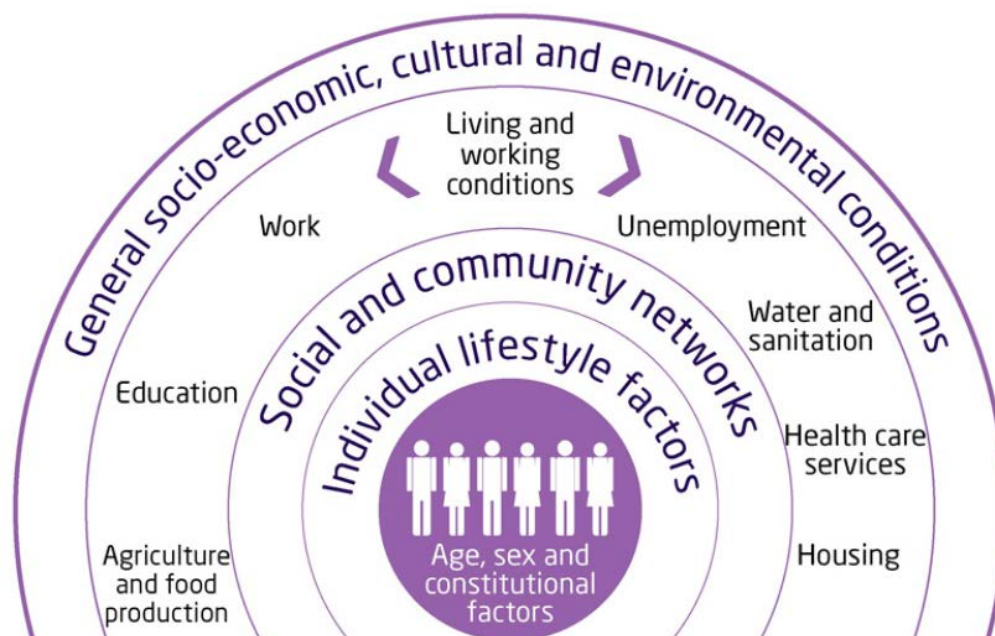 General socio-economic, cultural and environmental conditions
Living and
working
conditions
Work
Unemployment
Social and community networks
Water and
sanitation
Individual lifestyle factors
Education
Health care
services
Agriculture
and food
production
Housing
Age, sex and
constitutional
factors